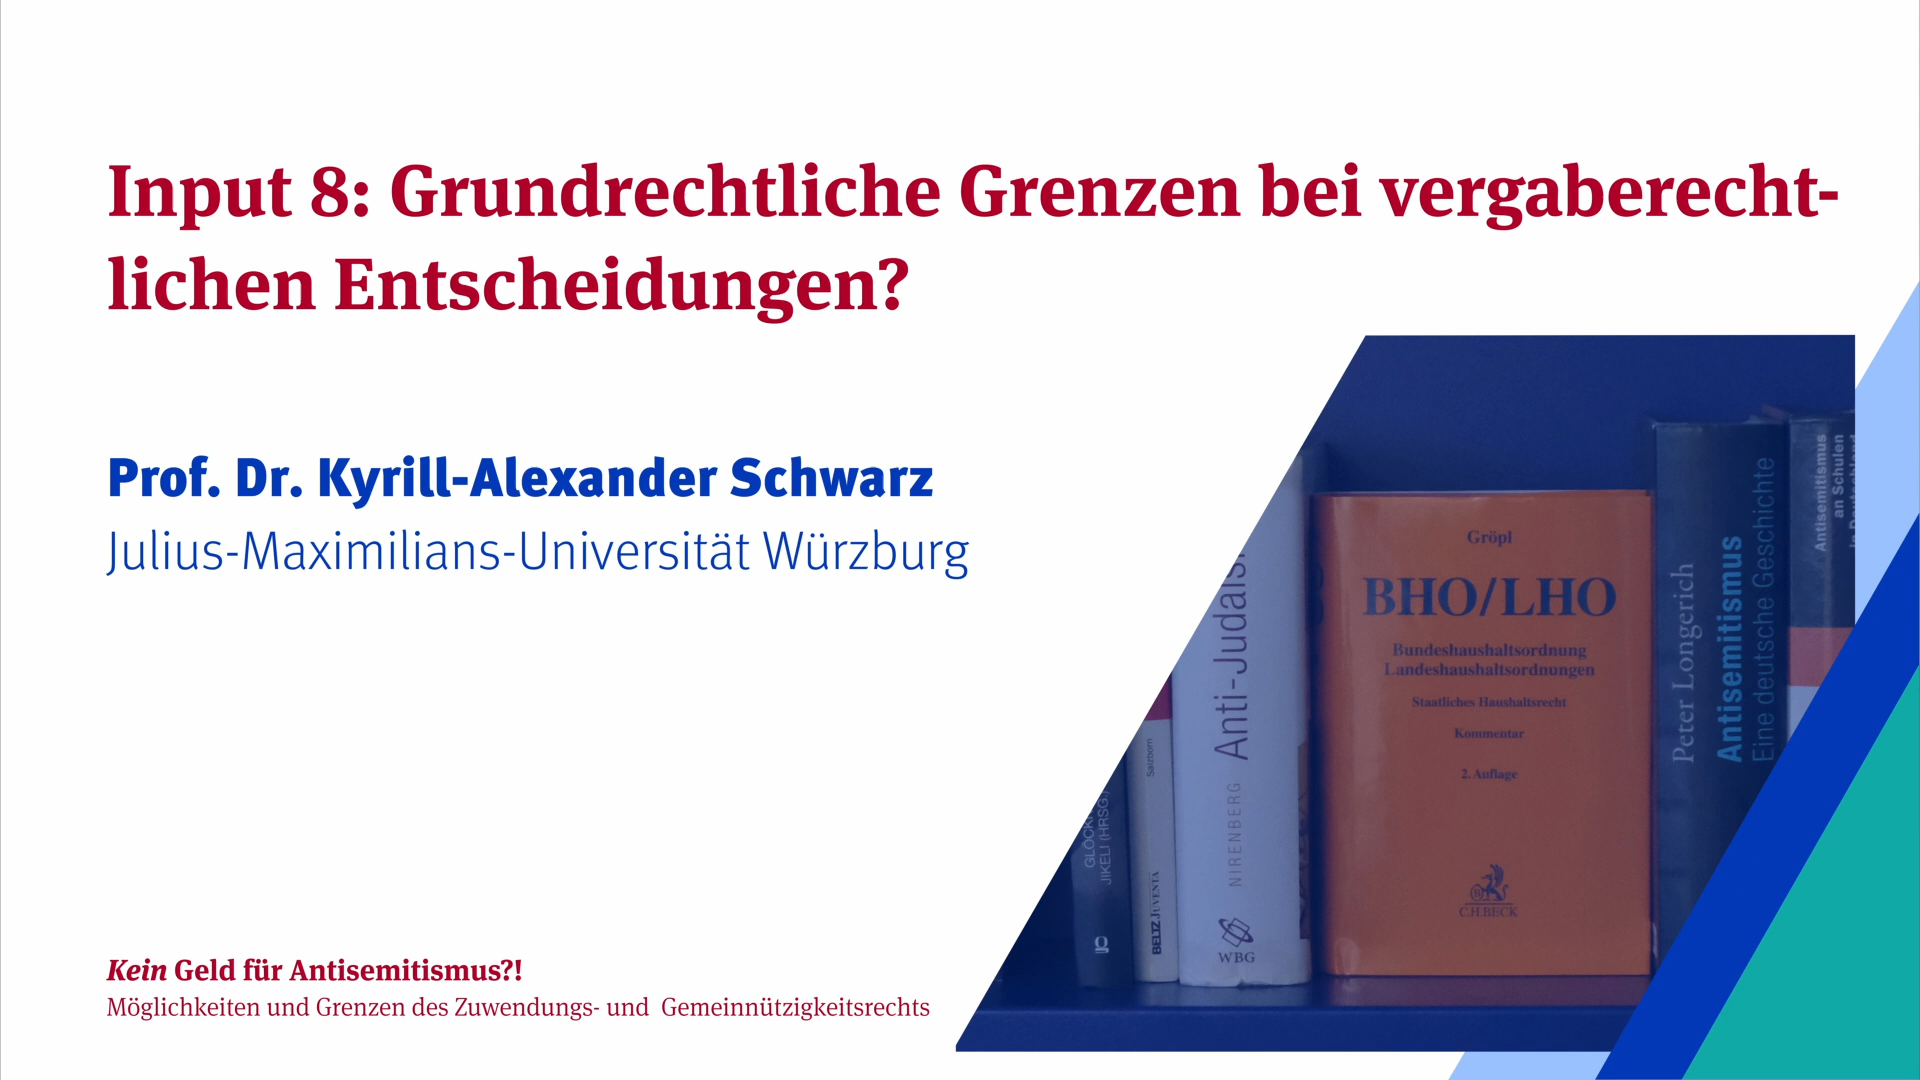 Input 8: Grundrechtliche Grenzen bei vergaberecht-
lichen Entscheidungen?
Prof. Dr. Kyrill-Alexander Schwarz
Julius-Maximilians-Universität Würzburg
Kein Geld für Antisemitismus?!
Möglichkeiten und Grenzen des Zuwendungs- und Gemeinnützigkeitsrechts
JIKELI (HRSG.)
Salzborn
BELTZ JUVENTA
NIRENBERG
WBG
Gröpl
BHO/LHO
Bundeshaushaltsordnung
Landeshaushaltsordnungen
Staatliches Haushaltsrecht
Kommentar
2. Auflage
C.H.BECK
Peter Longerich
Antisemitismus
Eine deutsche Geschichte
Antisemitismus
an Schulen